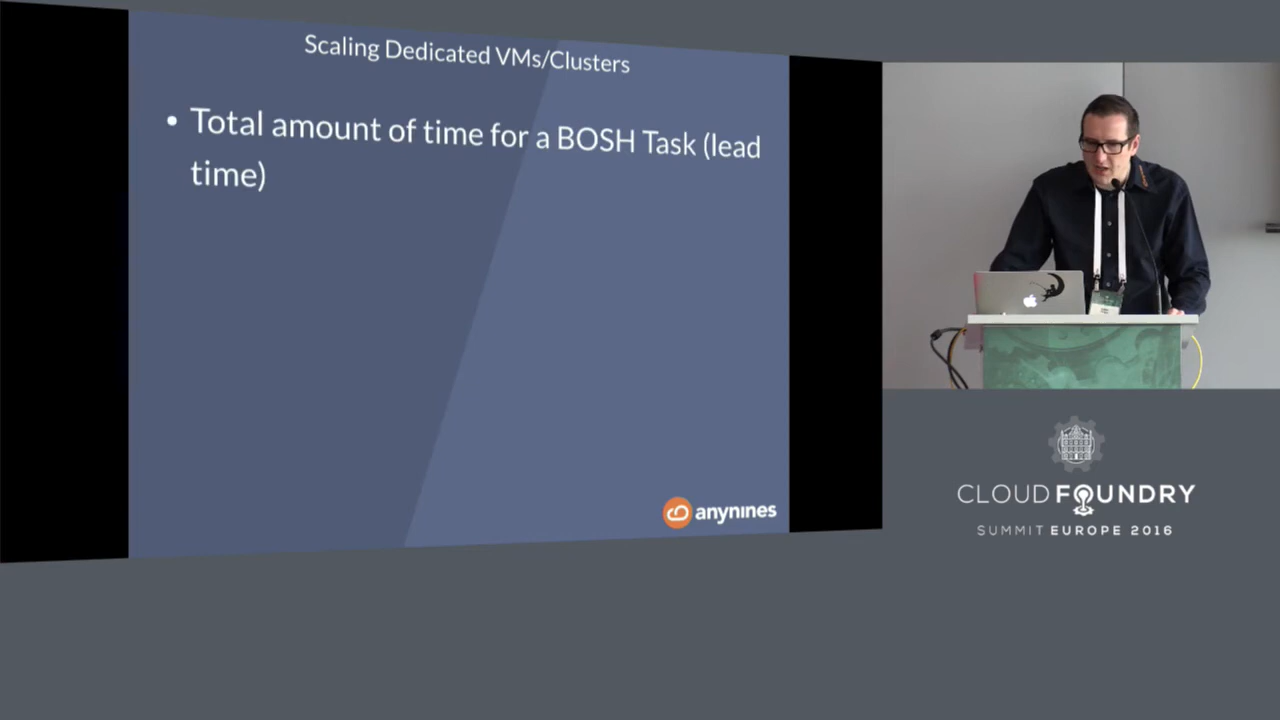 Scaling Dedicated VMs/Clusters
• Total amount of time for a BOSH Task (lead
time)
anynines
CLOUD FOUNDRY
SUMMIT EUROPE 2016